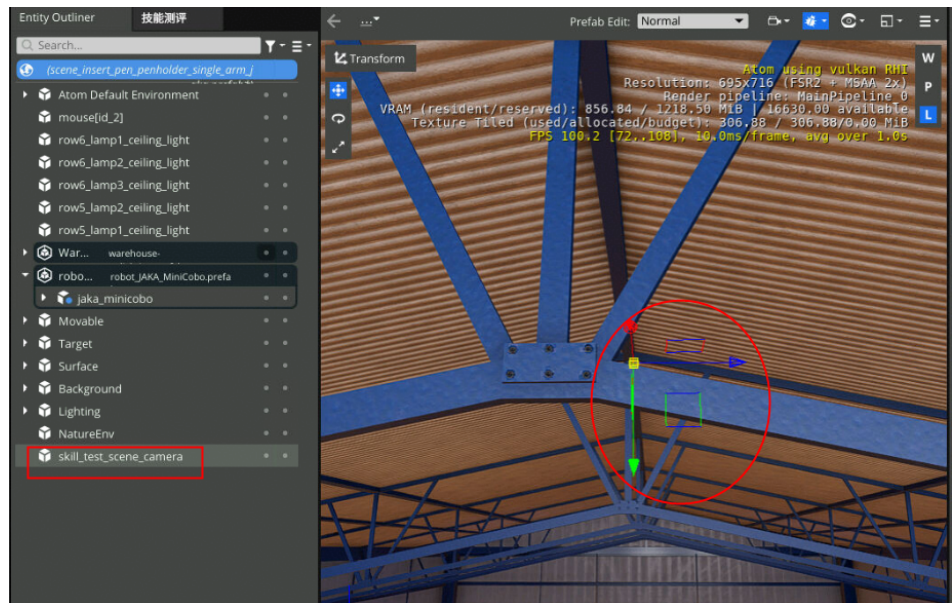 Entity Outliner
技能测评
Search...
(scene_insert_pen_penholder_single_arm_j
Atom Default Environment
mouse[id_2]
row6_lamp1_ceiling_light
row6_lamp2_ceiling_light
row6_lamp3_ceiling_light
row5_lamp2_ceiling_light
row5_lamp1_ceiling_light
War... warehouse-
robo... robot_JAKA_MiniCobo.prefa
jaka_minicobo
Movable
Target
Surface
Background
Lighting
NatureEnv
skill_test_scene_camera
...
Prefab Edit: Normal
Transform
W
P
L
Atom using vulkan RHI
Resolution: 695x716 (FSR2 + MSAA 2x)
Render pipeline: MainPipeline_0
VRAM (resident/reserved): 856.84 / 1218.50 MiB / 16630.00 available
Texture Tiled (used/allocated/budget): 306.88 / 306.88/0.00 MiB
FPS 100.2 [72..108], 10.0ms/frame, avg over 1.0s